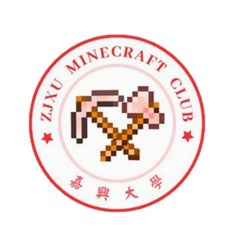 ZJXU MINECRAFT CLUB
嘉興大學